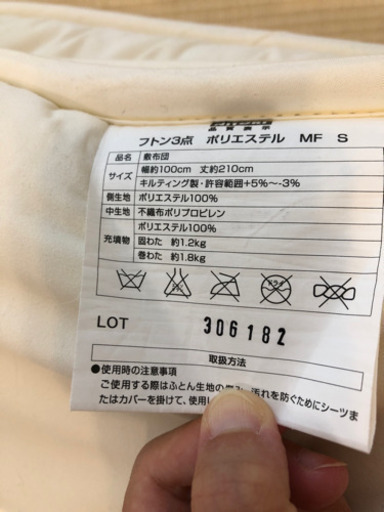 品質表示
フトン3点 ポリエステル MF S
品名 敷布団
サイズ 幅約100cm 丈約210cm
キルティング製・許容範囲+5%~-3%
側生地 ポリエステル100%
中生地 不織布ポリプロピレン
充填物 ポリエステル100%
固わた 約1.2kg
巻わた 約1.8kg
LOT 306182
取扱方法
●使用時の注意事項
ご使用する際はふとん生地の 汚れを防ぐためにシーツま
たはカバーを掛けて、使用